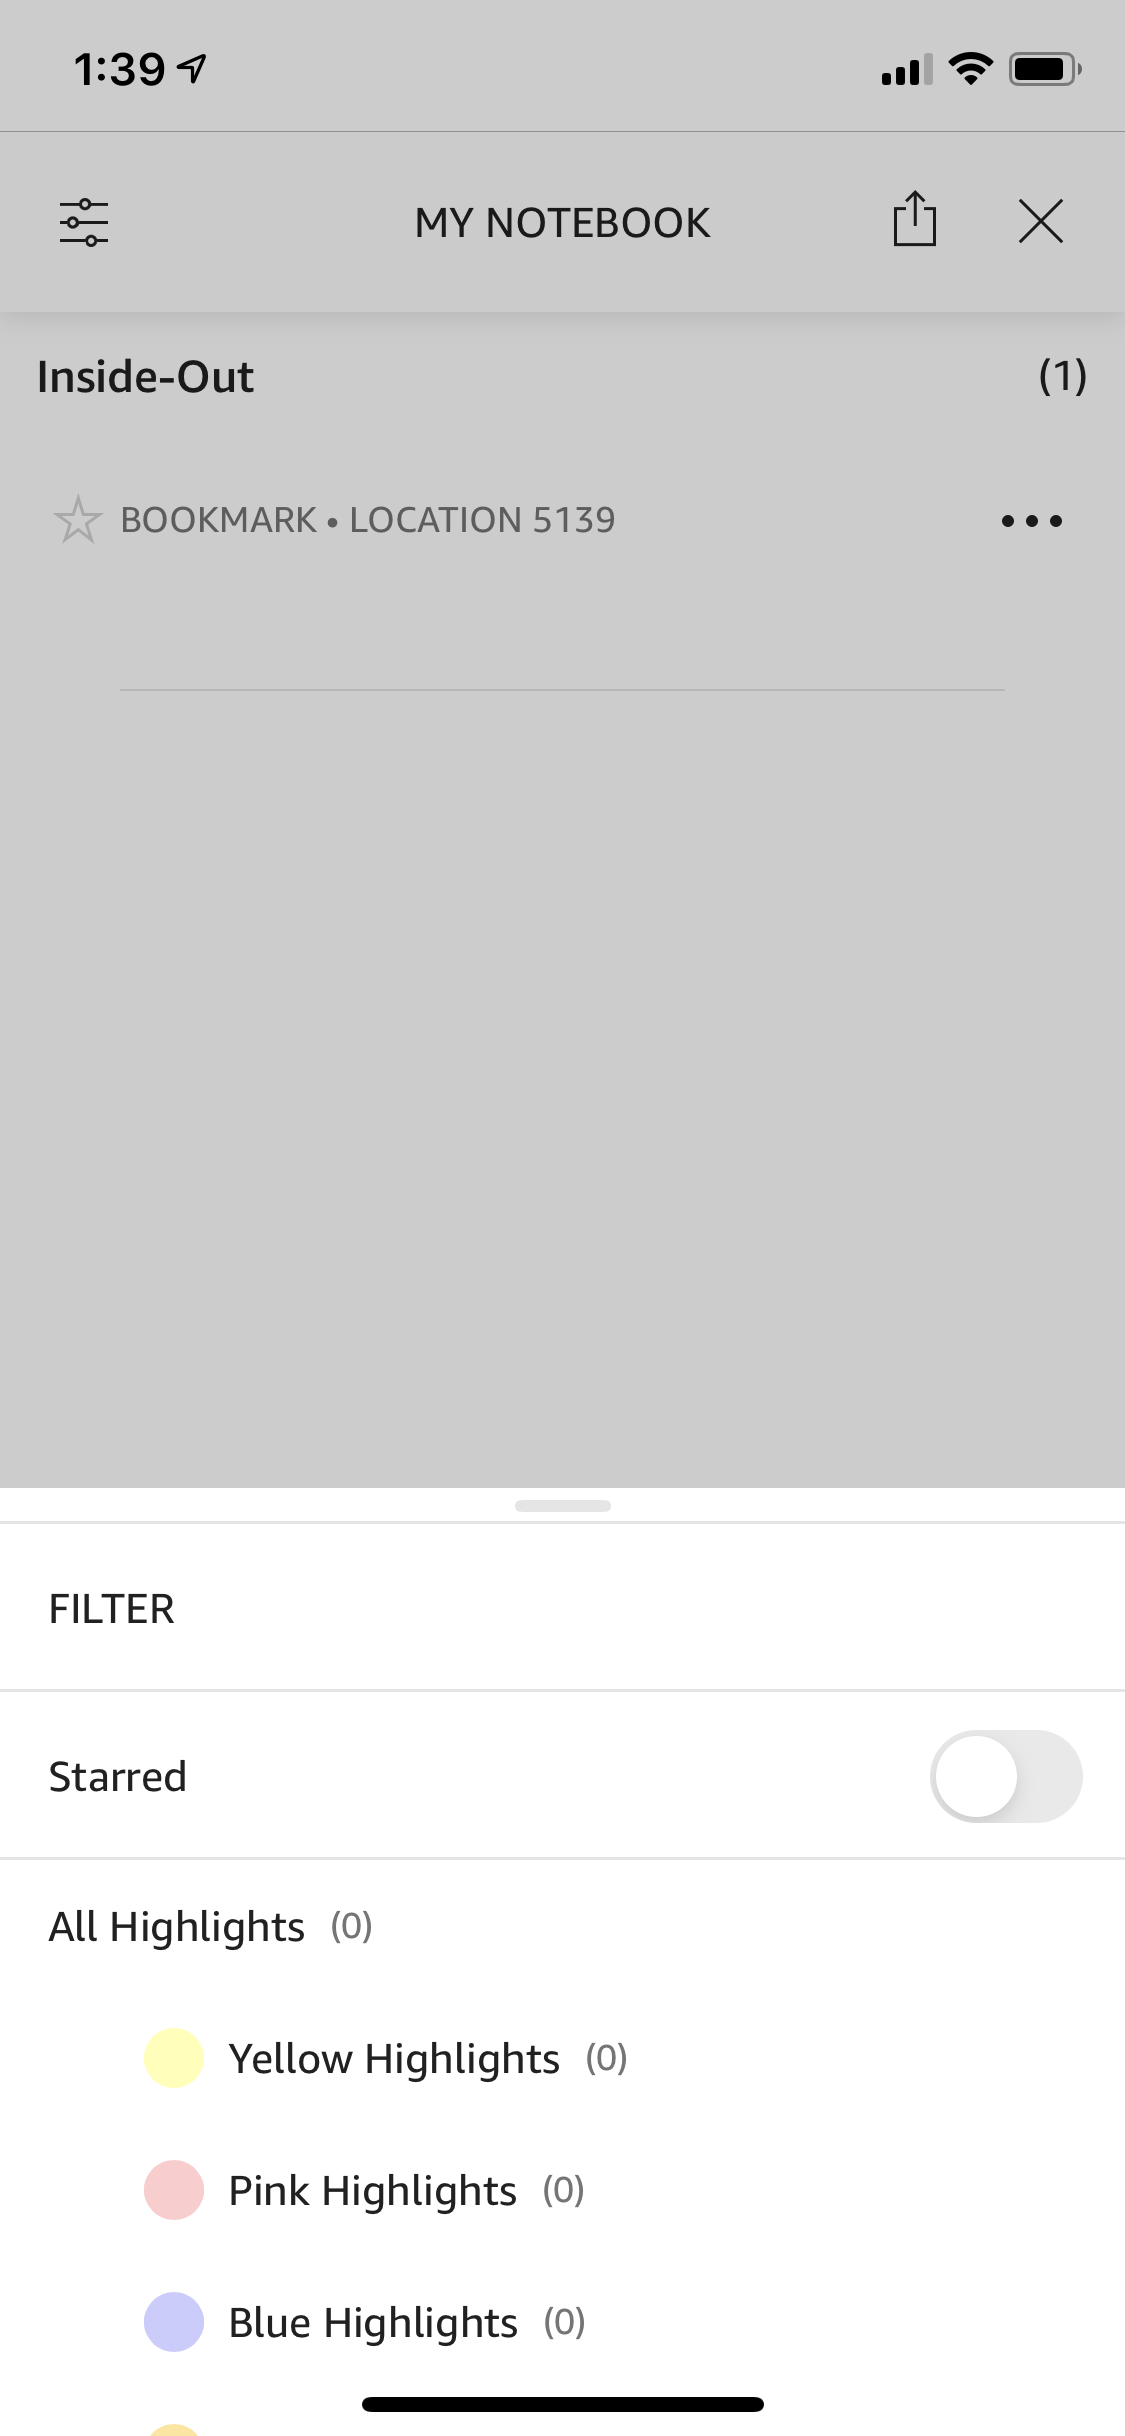 1:39
MY NOTEBOOK
Inside-Out (1)
BOOKMARK • LOCATION 5139
FILTER
Starred
All Highlights (0)
Yellow Highlights (0)
Pink Highlights (0)
Blue Highlights (0)